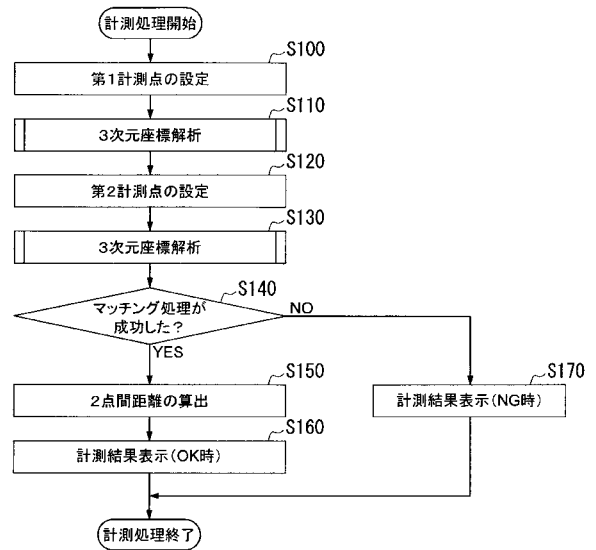 計測処理開始
S100
第1計測点の設定
S110
3次元座標解析
S120
第2計測点の設定
S130
3次元座標解析
S140
マッチング処理が
成功した？
NO
YES
S150
2点間距離の算出
S170
計測結果表示(NG時)
S160
計測結果表示(OK時)
計測処理終了